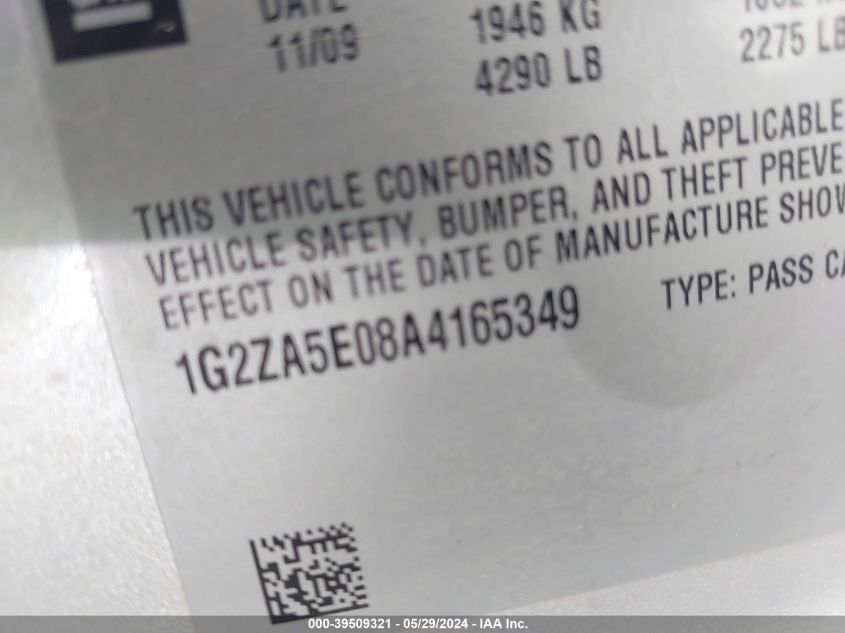 DATE
11/09
1946 KG
4290 LB
2275 LB
THIS VEHICLE CONFORMS TO ALL APPLICABLE
VEHICLE SAFETY, BUMPER, AND THEFT PREVE
EFFECT ON THE DATE OF MANUFACTURE SHOW
1G2ZA5E08A4165349
TYPE: PASS CA
000-39509321 - 05/29/2024 - IAA Inc.